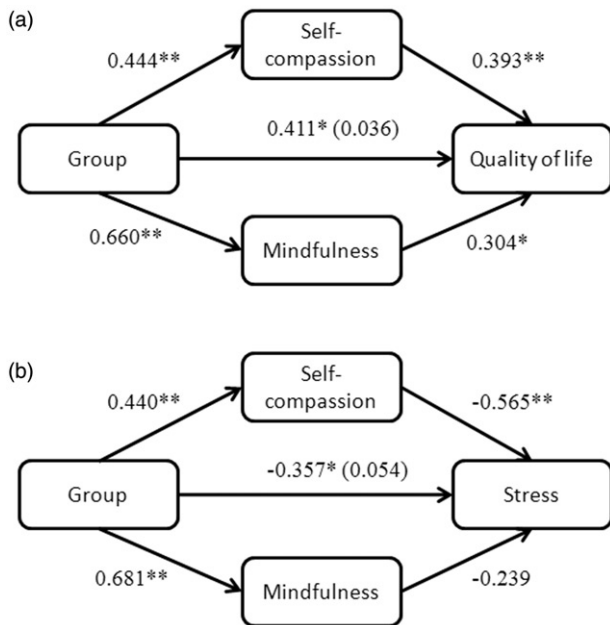 (a)
Self-
compassion
0.444**
0.393**
0.411* (0.036)
Group
Quality of life
0.660**
Mindfulness
0.304*
(b)
Self-
compassion
0.440**
-0.565**
-0.357* (0.054)
Group
Stress
0.681**
Mindfulness
-0.239